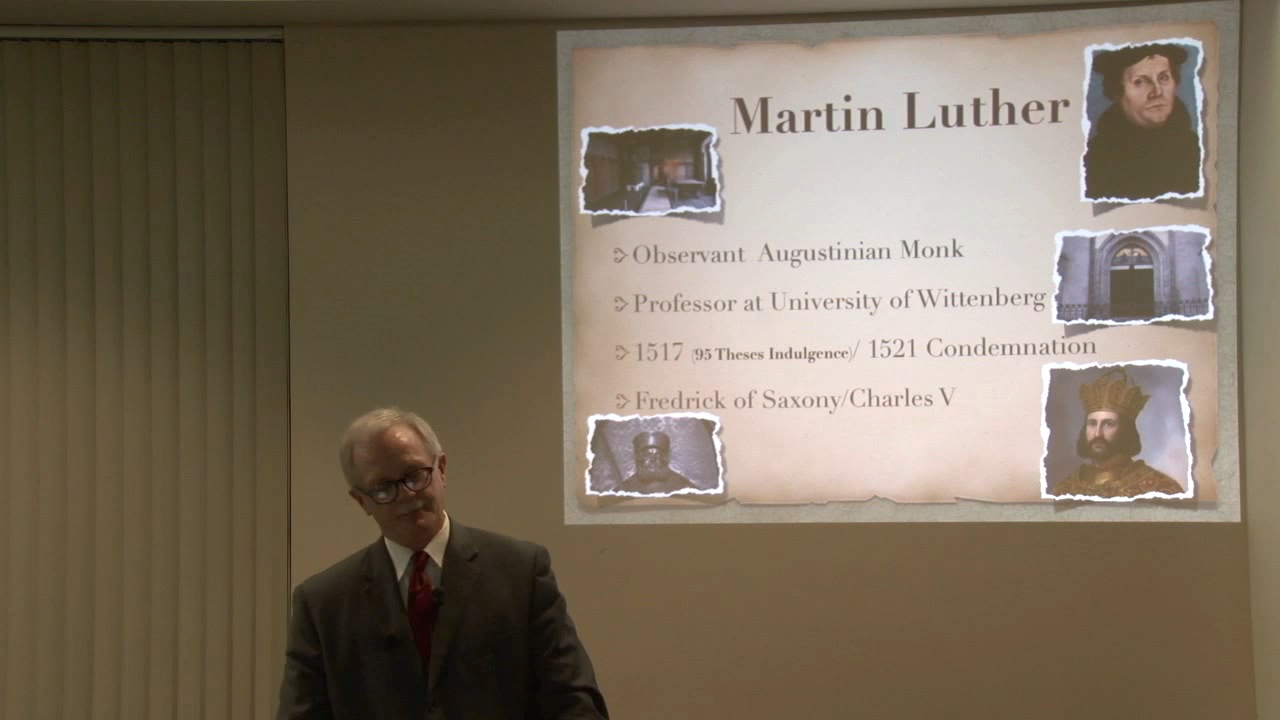 Martin Luther
Observant Augustinian Monk
Professor at University of Wittenberg
1517 (95 Theses Indulgence)/ 1521 Condemnation
Fredrick of Saxony/Charles V